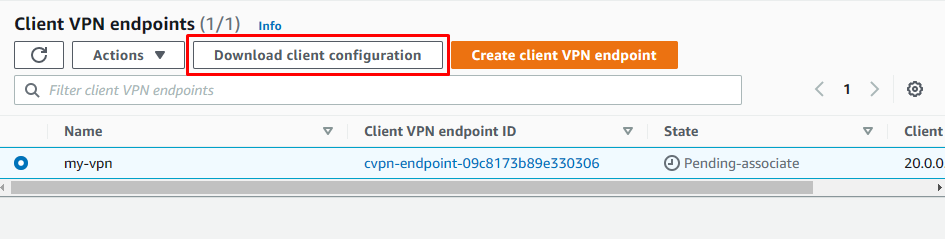 Client VPN endpoints (1/1) Info
Actions Download client configuration Create client VPN endpoint
Filter client VPN endpoints 1
Name Client VPN endpoint ID State Client
my-vpn cvpn-endpoint-09c8173b89e330306 Pending-associate 20.0.0